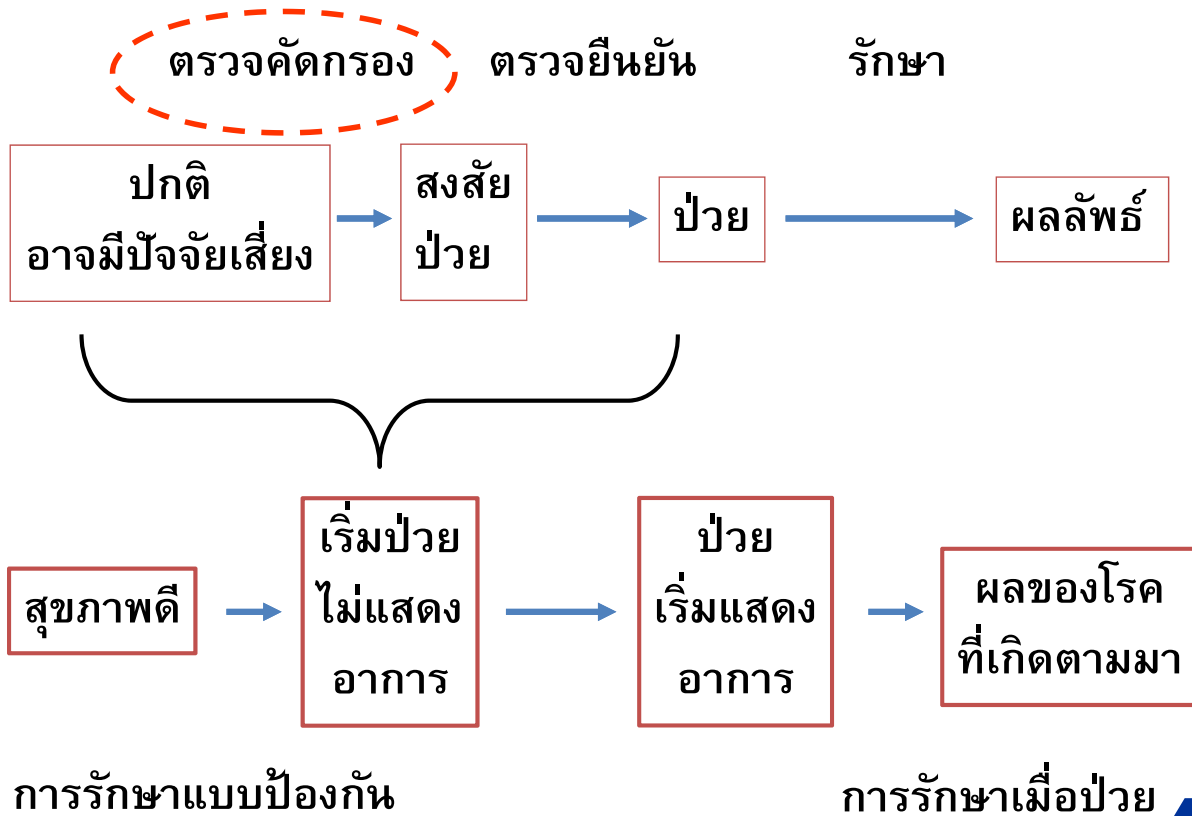 ตรวจคัดกรอง ตรวจยืนยัน รักษา
ปกติ
อาจมีปัจจัยเสี่ยง
สงสัย
ป่วย
ป่วย
ผลลัพธ์
สุขภาพดี
เริ่มป่วย
ไม่แสดง
อาการ
ป่วย
เริ่มแสดง
อาการ
ผลของโรค
ที่เกิดตามมา
การรักษาแบบป้องกัน การรักษาเมื่อป่วย